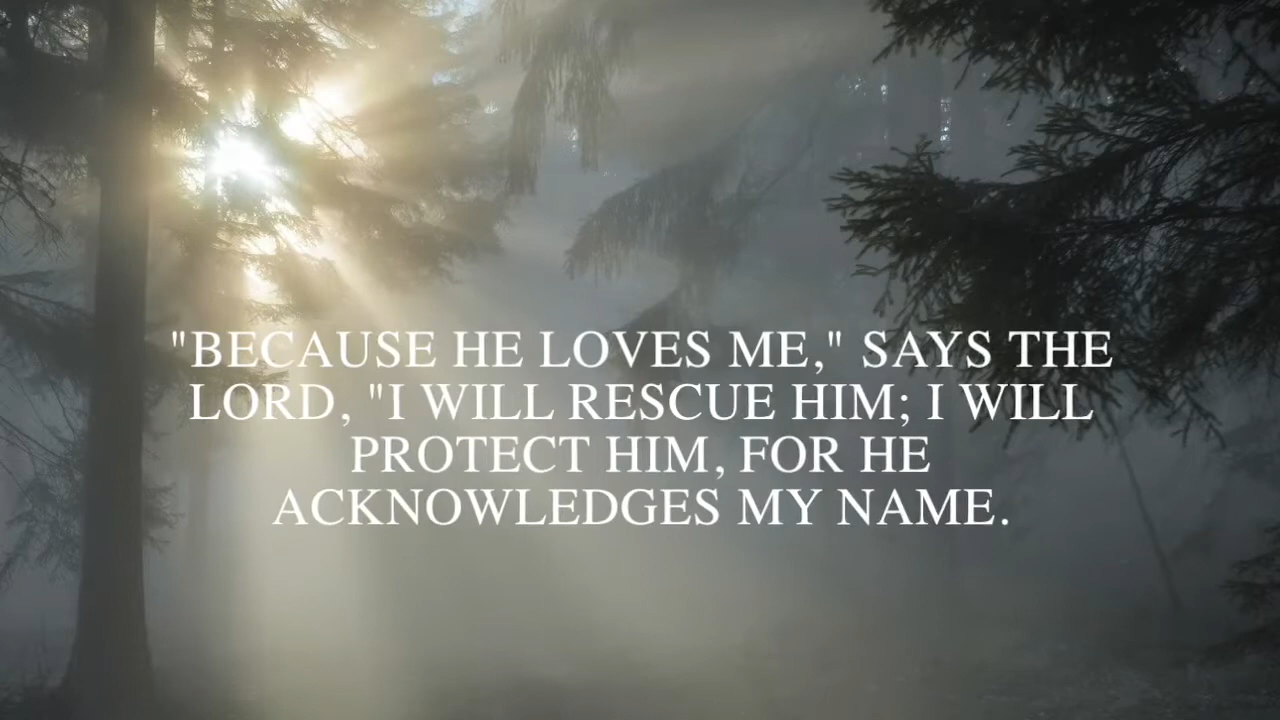 "BECAUSE HE LOVES ME," SAYS THE
LORD, "I WILL RESCUE HIM; I WILL
PROTECT HIM, FOR HE
ACKNOWLEDGES MY NAME.